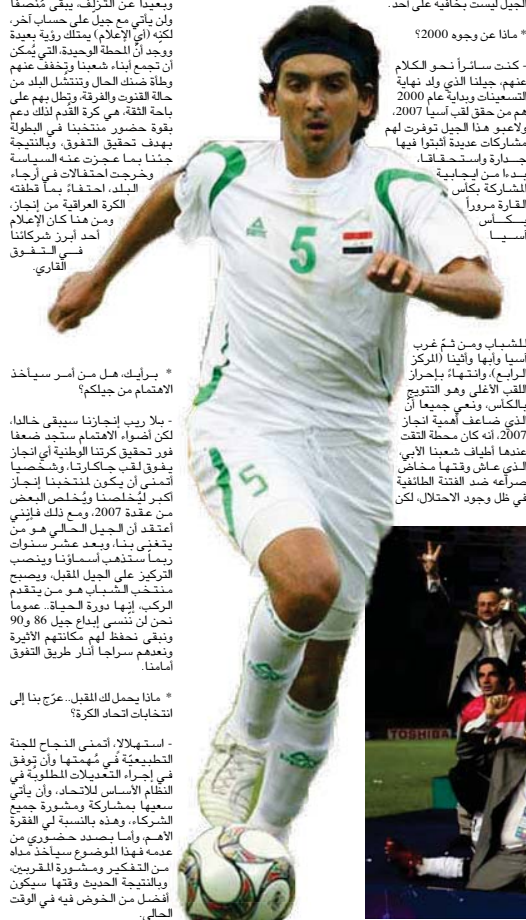 الجيل ليست بخافية على أحد.
* ماذا عن وجوه 2000؟
- كنت سائراً نحو الكلام
عنهم، جيلنا الذي ولد نهاية
التسعينات وبداية عام 2000
هم من حقق لقب آسيا 2007،
ولاعبو هذا الجيل توفرت لهم
مشاركات عديدة أثبتوا فيها
جدارة واستحقاقا،
بدءا من ايجابية
المشاركة بكأس
القارة مروراً
بكأس
آسيا
للشباب ومن ثمّ غرب
آسيا وأبها وأثينا (المركز
الرابع)، وانتهاءً بإحراز
اللقب الأغلى وهو التتويج
بالكأس، ونعي جميعا أنّ
الذي ضاعف أهمية انجاز
2007، أنه كان محطة التقت
عندها أطياف شعبنا الأبي،
الذي عاش وقتها مخاض
صراعه ضد الفتنة الطائفية
في ظل وجود الاحتلال، لكن
وبعيداً عن التزلف، يبقى مُنصفا
ولن يأتي مع جيل على حساب آخر،
لكنّه (أي الإعلام) يمتلك رؤية بعيدة
ووجد أنّ المحطة الوحيدة، التي يُمكن
أن تجمع أبناء شعبنا وتخفف عنهم
وطأة ضنك الحال وتنتشل البلد من
حالة القنوت والفرقة، وتطل بهم على
باحة الثقة، هي كرة القدم لذلك دعم
بقوة حضور منتخبنا في البطولة
بهدف تحقيق التفوق، وبالنتيجة
جئنا بما عجزت عنه السياسة
وخرجت احتفالات في أرجاء
البلد، احتفاءً بما قطفته
الكرة العراقية من إنجاز،
ومن هنا كان الإعلام
أحد أبرز شركائنا
في التفوق
القاري.
* برأيك، هل من أمر سيأخذ
الاهتمام من جيلكم؟
- بلا ريب إنجازنا سيبقى خالدا،
لكن أضواء الاهتمام ستجد ضعفا
فور تحقيق كرتنا الوطنية أي انجاز
يفوق لقب جاكارتا، وشخصيا
أتمنى أن يكون لمنتخبنا إنجاز
أكبر ليُخلصنا ويُخلص البعض
من عقدة 2007، ومع ذلك فإنني
أعتقد أن الجيل الحالي هو من
يتغنى بنا، وبعد عشر سنوات
ربما ستذهب أسماؤنا وينصب
التركيز على الجيل المقبل، ويصبح
منتخب الشباب هو من يتقدم
الركب، إنها دورة الحياة.. عموما
نحن لن ننسى إبداع جيل 86 و90
ونبقى نحفظ لهم مكانتهم الأثيرة
ونعدهم سراجا أنار طريق التفوق
أمامنا.
* ماذا يحمل لك المقبل.. عرّج بنا إلى
انتخابات اتحاد الكرة؟
- استهلالا، أتمنى النجاح للجنة
التطبيعيّة في مُهمتها وأن توفق
في إجراء التعديلات المطلوبة في
النظام الأساس للاتحاد، وأن يأتي
سعيها بمشاركة ومشورة جميع
الشركاء، وهذه بالنسبة لي الفقرة
الأهم، وأما بصدد حضوري من
عدمه فهذا الموضوع سيأخذ مداه
من التفكير ومشورة المقربين،
وبالنتيجة الحديث وقتها سيكون
أفضل من الخوض فيه في الوقت
الحالي.
5
5
TOSHIBA